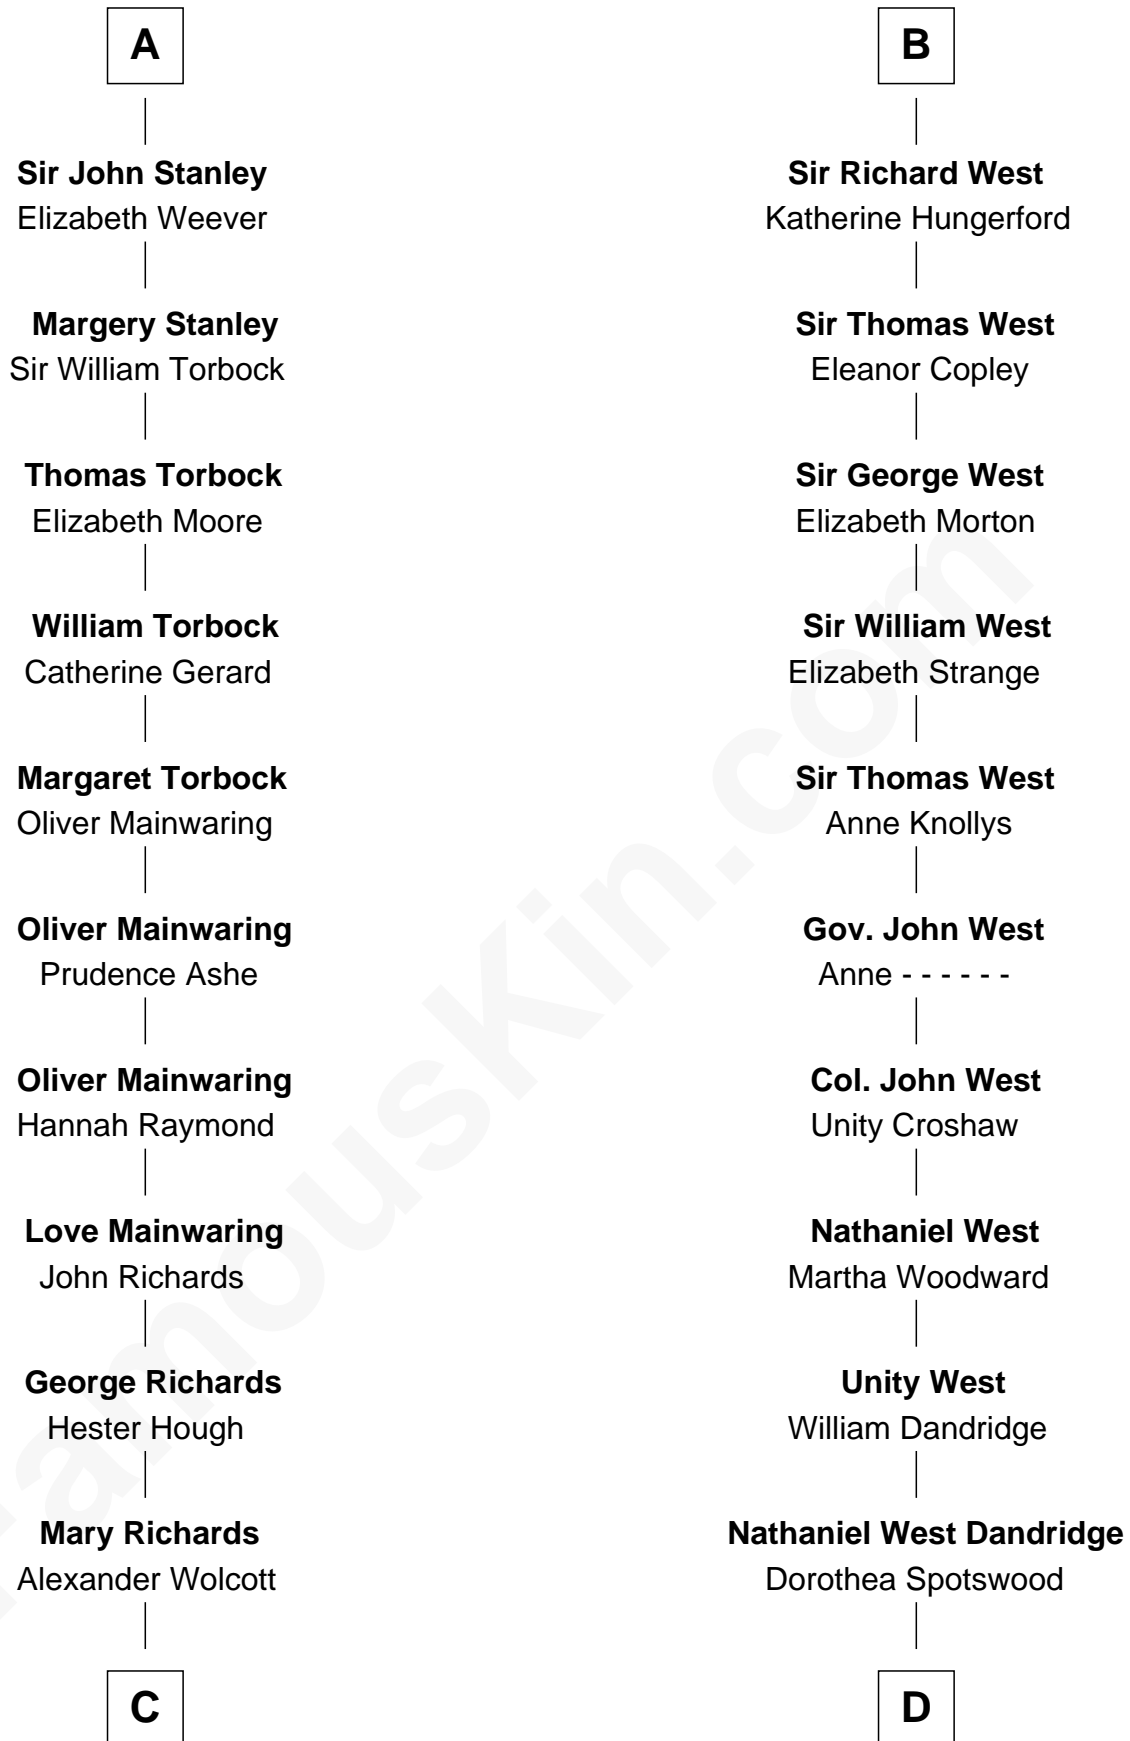 A
Sir John Stanley
Elizabeth Weever
Margery Stanley
Sir William Torbock
Thomas Torbock
Elizabeth Moore
William Torbock
Catherine Gerard
Margaret Torbock
Oliver Mainwaring
Oliver Mainwaring
Prudence Ashe
Oliver Mainwaring
Hannah Raymond
Love Mainwaring
John Richards
George Richards
Hester Hough
Mary Richards
Alexander Wolcott
C
B
Sir Richard West
Katherine Hungerford
Sir Thomas West
Eleanor Copley
Sir George West
Elizabeth Morton
Sir William West
Elizabeth Strange
Sir Thomas West
Anne Knollys
Gov. John West
Anne - - - - - -
Col. John West
Unity Croshaw
Nathaniel West
Martha Woodward
Unity West
William Dandridge
Nathaniel West Dandridge
Dorothea Spotswood
D
FamousKin.com